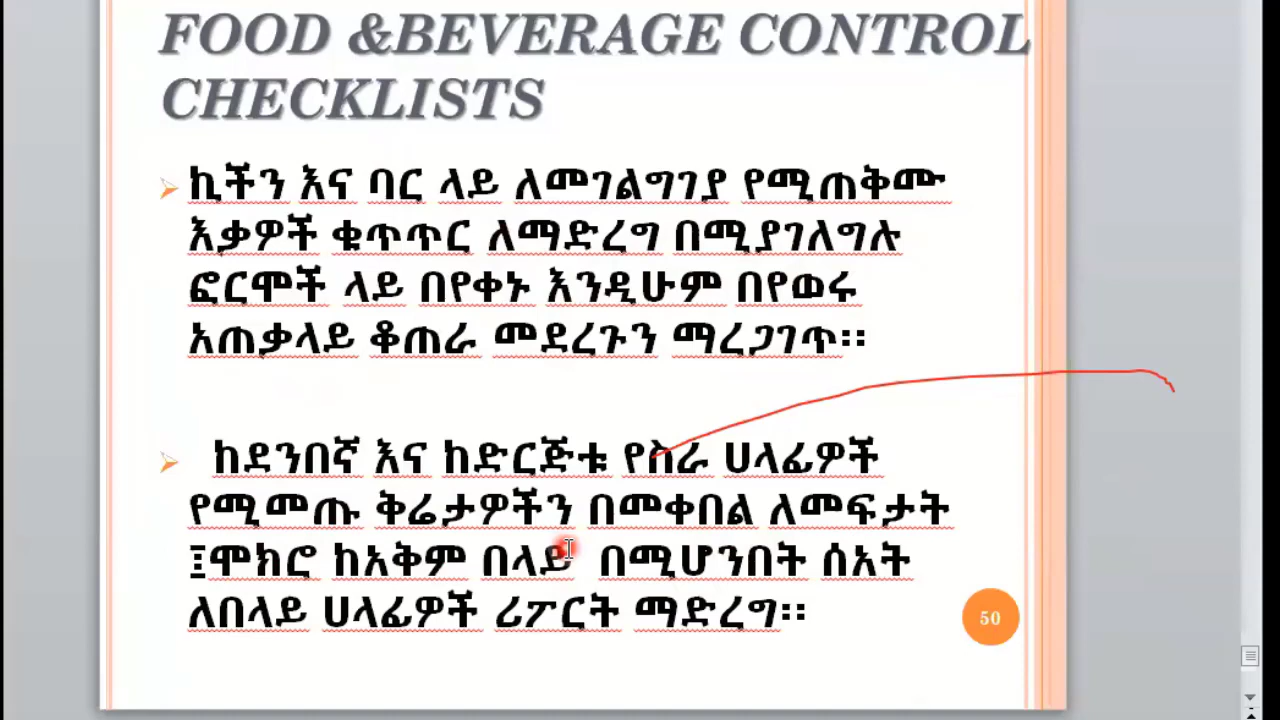 FOOD &BEVERAGE CONTROL
CHECKLISTS
ኪችን እና ባር ላይ ለመገልግገያ የሚጠቅሙ
እቃዎች ቁጥጥር ለማድረግ በሚያገለግሉ
ፎርሞች ላይ በየቀኑ እንዲሁም በየወሩ
አጠቃላይ ቆጠራ መደረጉን ማረጋገጥ፡፡
ከደንበኛ እና ከድርጅቱ የስራ ሀላፊዎች
የሚመጡ ቅሬታዎችን በመቀበል ለመፍታት
፤ሞክሮ ከአቅም በላይ በሚሆንበት ሰአት
ለበላይ ሀላፊዎች ሪፖርት ማድረግ፡፡
50